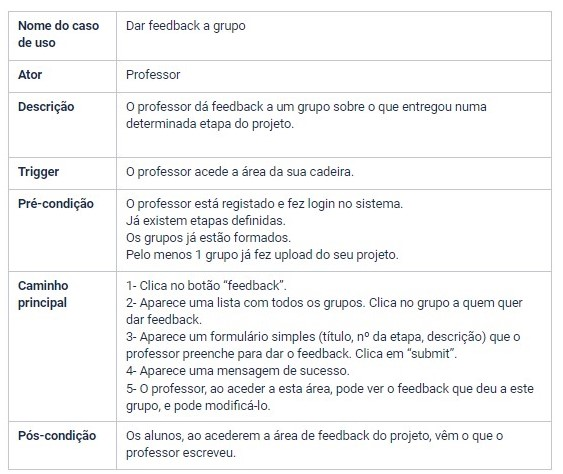 Nome do caso
de uso
Dar feedback a grupo
Ator
Professor
Descrição
O professor dá feedback a um grupo sobre o que entregou numa
determinada etapa do projeto.
Trigger
O professor acede a área da sua cadeira.
Pré-condição
O professor está registado e fez login no sistema.
Já existem etapas definidas.
Os grupos já estão formados.
Pelo menos 1 grupo já fez upload do seu projeto.
Caminho
principal
1- Clica no botão “feedback”.
2- Aparece uma lista com todos os grupos. Clica no grupo a quem quer
dar feedback.
3- Aparece um formulário simples (título, nº da etapa, descrição) que o
professor preenche para dar o feedback. Clica em “submit”.
4- Aparece uma mensagem de sucesso.
5- O professor, ao aceder a esta área, pode ver o feedback que deu a este
grupo, e pode modificá-lo.
Pós-condição
Os alunos, ao acederem a área de feedback do projeto, vêm o que o
professor escreveu.